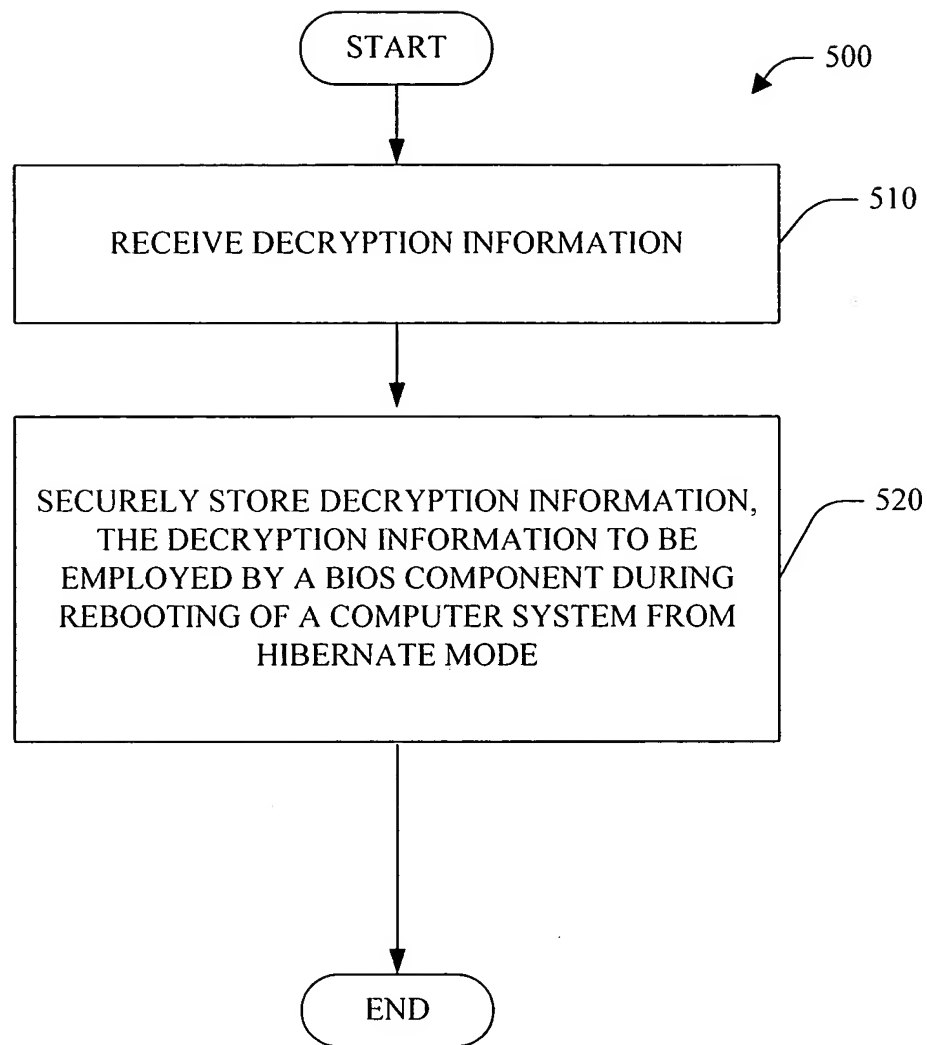 START
500
510
RECEIVE DECRYPTION INFORMATION
SECURELY STORE DECRYPTION INFORMATION,
THE DECRYPTION INFORMATION TO BE
EMPLOYED BY A BIOS COMPONENT DURING
REBOOTING OF A COMPUTER SYSTEM FROM
HIBERNATE MODE
520
END